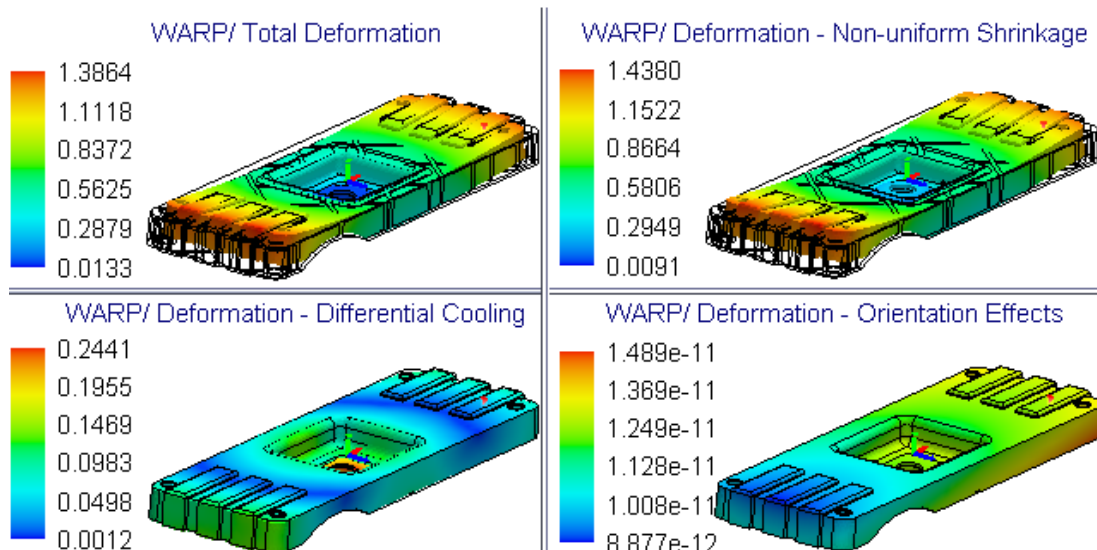 WARP/ Total Deformation
1.3864
1.1118
0.8372
0.5625
0.2879
0.0133
WARP/ Deformation - Non-uniform Shrinkage
1.4380
1.1522
0.8664
0.5806
0.2949
0.0091
WARP/ Deformation - Differential Cooling
0.2441
0.1955
0.1469
0.0983
0.0498
0.0012
WARP/ Deformation - Orientation Effects
1.489e-11
1.369e-11
1.249e-11
1.128e-11
1.008e-11
8.877e-12